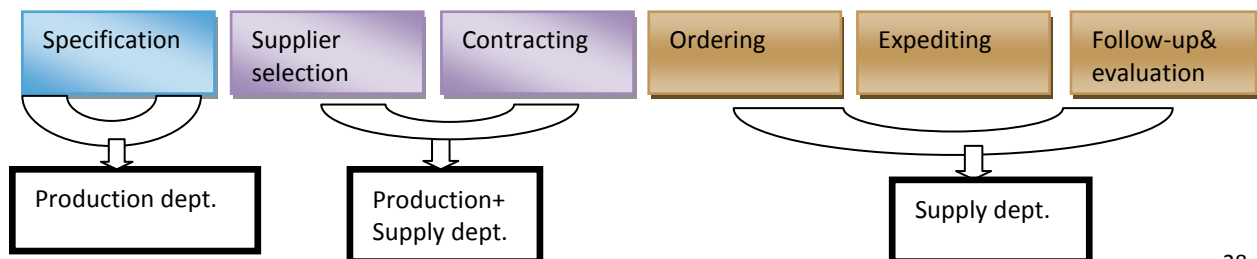 Specification
Supplier
selection
Contracting
Ordering
Expediting
Follow-up&
evaluation
Production dept.
Production+
Supply dept.
Supply dept.